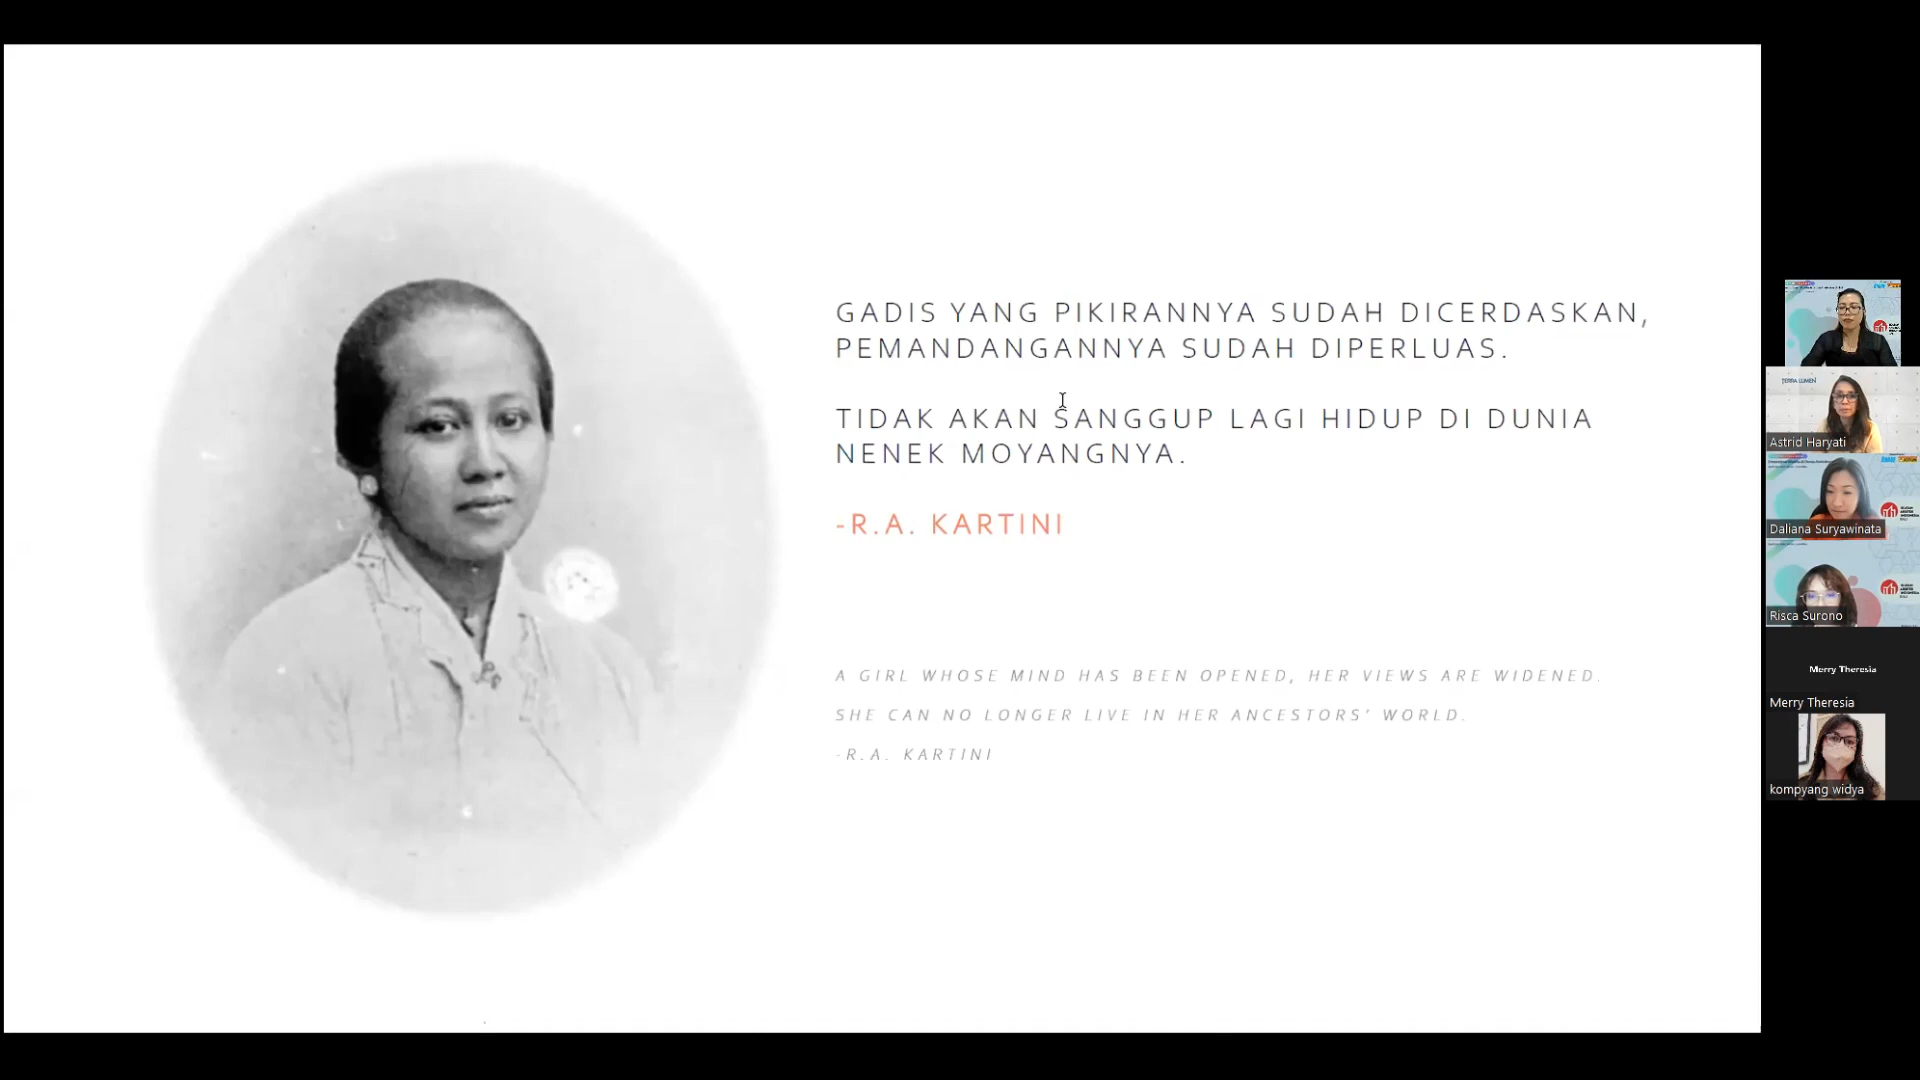 GADIS YANG PIKIRANNYA SUDAH DICERDASKAN,
PEMANDANGANNYA SUDAH DIPERLUAS.
TIDAK AKAN SANGGUP LAGI HIDUP DI DUNIA
NENEK MOYANGNYA.
-R.A. KARTINI
A GIRL WHOSE MIND HAS BEEN OPENED, HER VIEWS ARE WIDENED.
SHE CAN NO LONGER LIVE IN HER ANCESTORS' WORLD.
-R.A. KARTINI
TERRA LUMEN
Astrid Haryati
Daliana Suryawinata
Risca Surono
Merry Theresia
Merry Theresia
kompyang widya